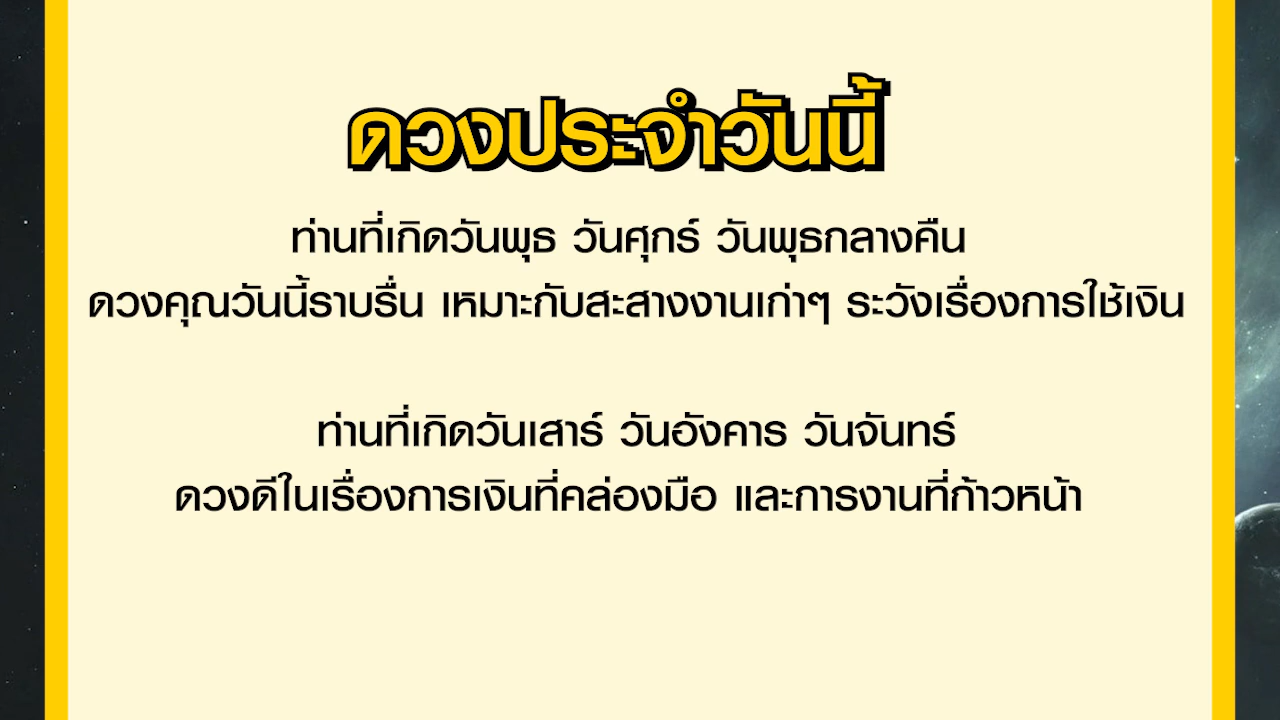 ดวงประจำวันนี้
ท่านที่เกิดวันพุธ วันศุกร์ วันพุธกลางคืน
ดวงคุณวันนี้ราบรื่น เหมาะกับสะสางงานเก่าๆ ระวังเรื่องการใช้เงิน
ท่านที่เกิดวันเสาร์ วันอังคาร วันจันทร์
ดวงดีในเรื่องการเงินที่คล่องมือ และการงานที่ก้าวหน้า